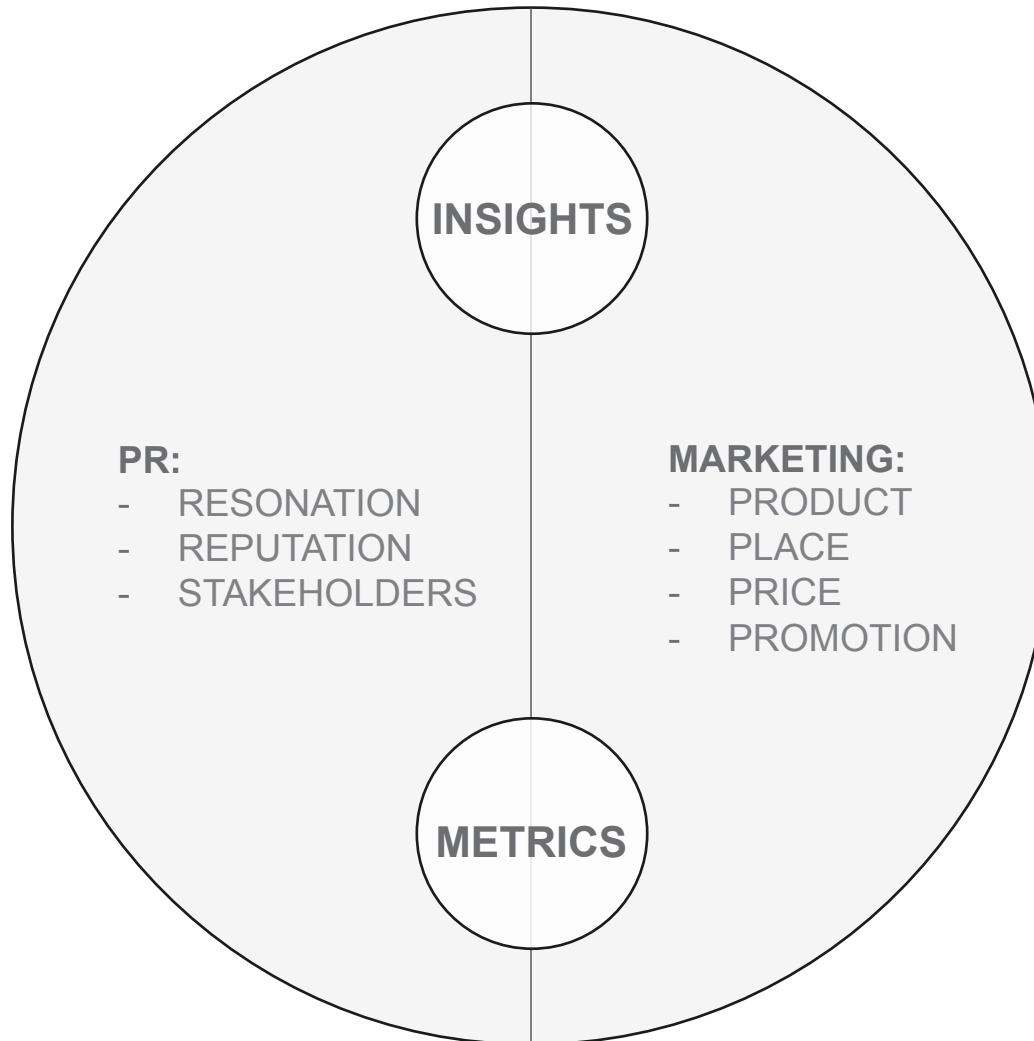 INSIGHTS
PR:
- RESONATION
- REPUTATION
- STAKEHOLDERS
MARKETING:
- PRODUCT
- PLACE
- PRICE
- PROMOTION
METRICS